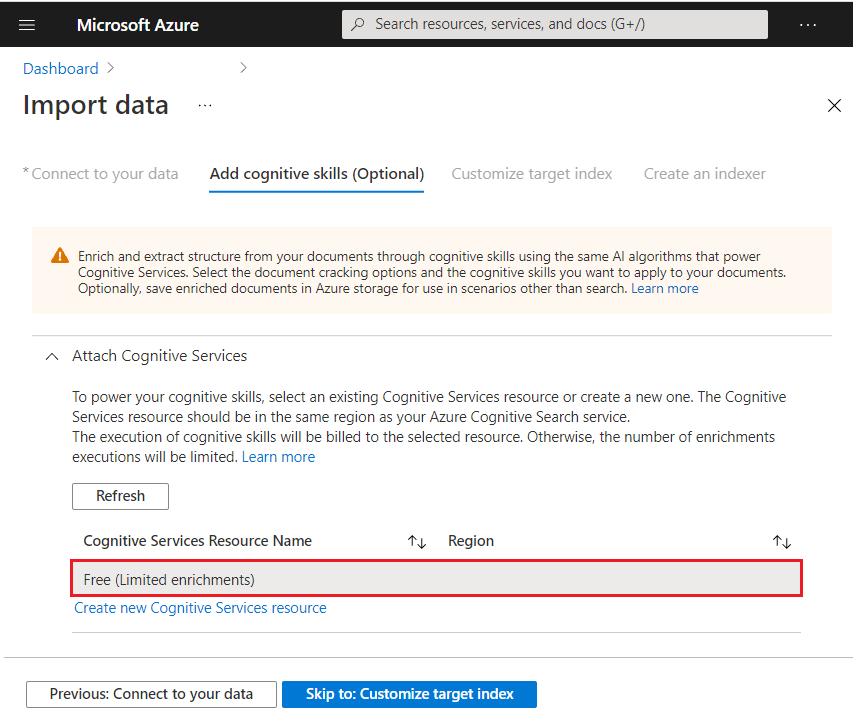 Microsoft Azure
Search resources, services, and docs (G+/)
...
Dashboard >
>
Import data ...
* Connect to your data
Add cognitive skills (Optional)
Customize target index
Create an indexer
Enrich and extract structure from your documents through cognitive skills using the same AI algorithms that power
Cognitive Services. Select the document cracking options and the cognitive skills you want to apply to your documents.
Optionally, save enriched documents in Azure storage for use in scenarios other than search. Learn more
Attach Cognitive Services
To power your cognitive skills, select an existing Cognitive Services resource or create a new one. The Cognitive
Services resource should be in the same region as your Azure Cognitive Search service.
The execution of cognitive skills will be billed to the selected resource. Otherwise, the number of enrichments
executions will be limited. Learn more
Refresh
Cognitive Services Resource Name
Region
Free (Limited enrichments)
Create new Cognitive Services resource
Previous: Connect to your data
Skip to: Customize target index